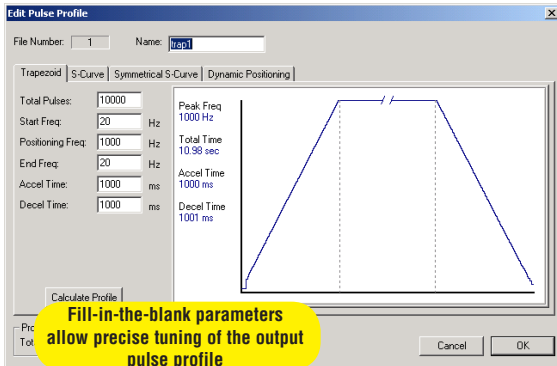 Edit Pulse Profile
File Number: 1 Name: trap1
Trapezoid S-Curve Symmetrical S-Curve Dynamic Positioning
Total Pulses: 10000
Start Freq: 20 Hz
Positioning Freq: 1000 Hz
End Freq: 20 Hz
Accel Time: 1000 ms
Decel Time: 1000 ms
Peak Freq
1000 Hz
Total Time
10.98 sec
Accel Time
1000 ms
Decel Time
1001 ms
Calculate Profile
Fill-in-the-blank parameters
allow precise tuning of the output
pulse profile
Cancel OK